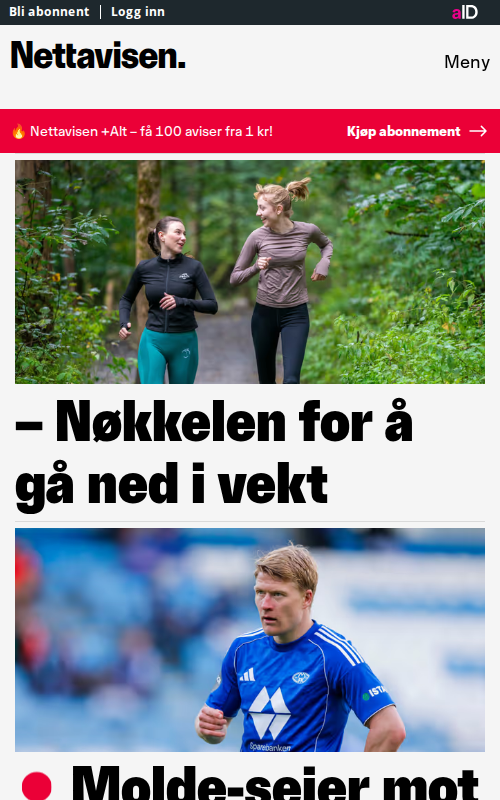 Bli abonnent | Logg inn
aID
Nettavisen.
Meny
🔥 Nettavisen +Alt – få 100 aviser fra 1 kr!
Kjøp abonnement →
– Nøkkelen for å
gå ned i vekt
Sparebanken
Molde-seier mot